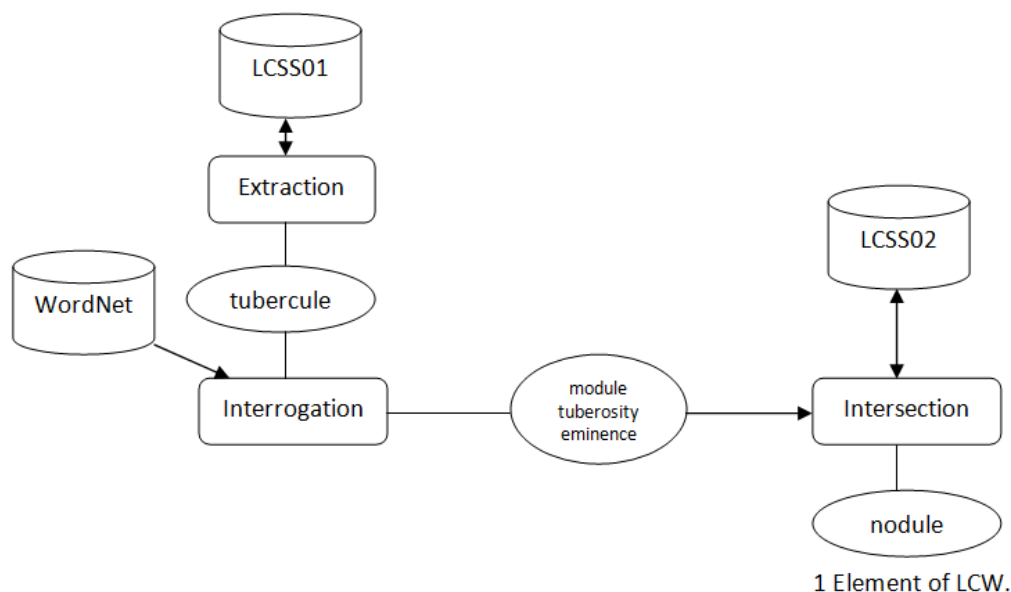 LCSS01
Extraction
LCSS02
WordNet
tubercule
Interrogation
module
tuberosity
eminence
Intersection
nodule
1 Element of LCW.